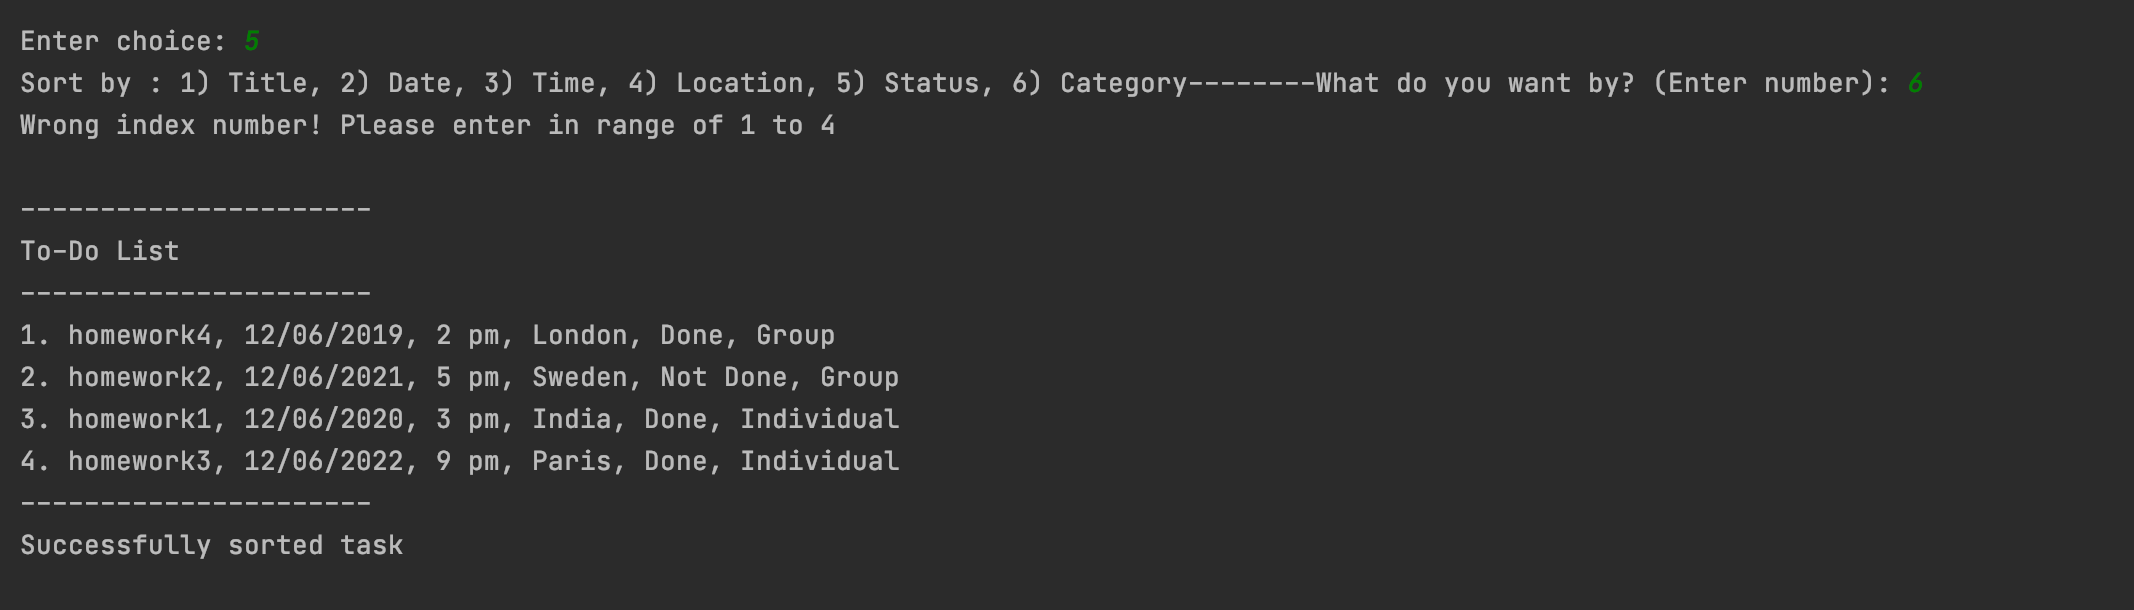 Enter choice: 5
Sort by : 1) Title, 2) Date, 3) Time, 4) Location, 5) Status, 6) Category--------What do you want by? (Enter number): 6
Wrong index number! Please enter in range of 1 to 4
----------------------
To-Do List
----------------------
1. homework4, 12/06/2019, 2 pm, London, Done, Group
2. homework2, 12/06/2021, 5 pm, Sweden, Not Done, Group
3. homework1, 12/06/2020, 3 pm, India, Done, Individual
4. homework3, 12/06/2022, 9 pm, Paris, Done, Individual
----------------------
Successfully sorted task